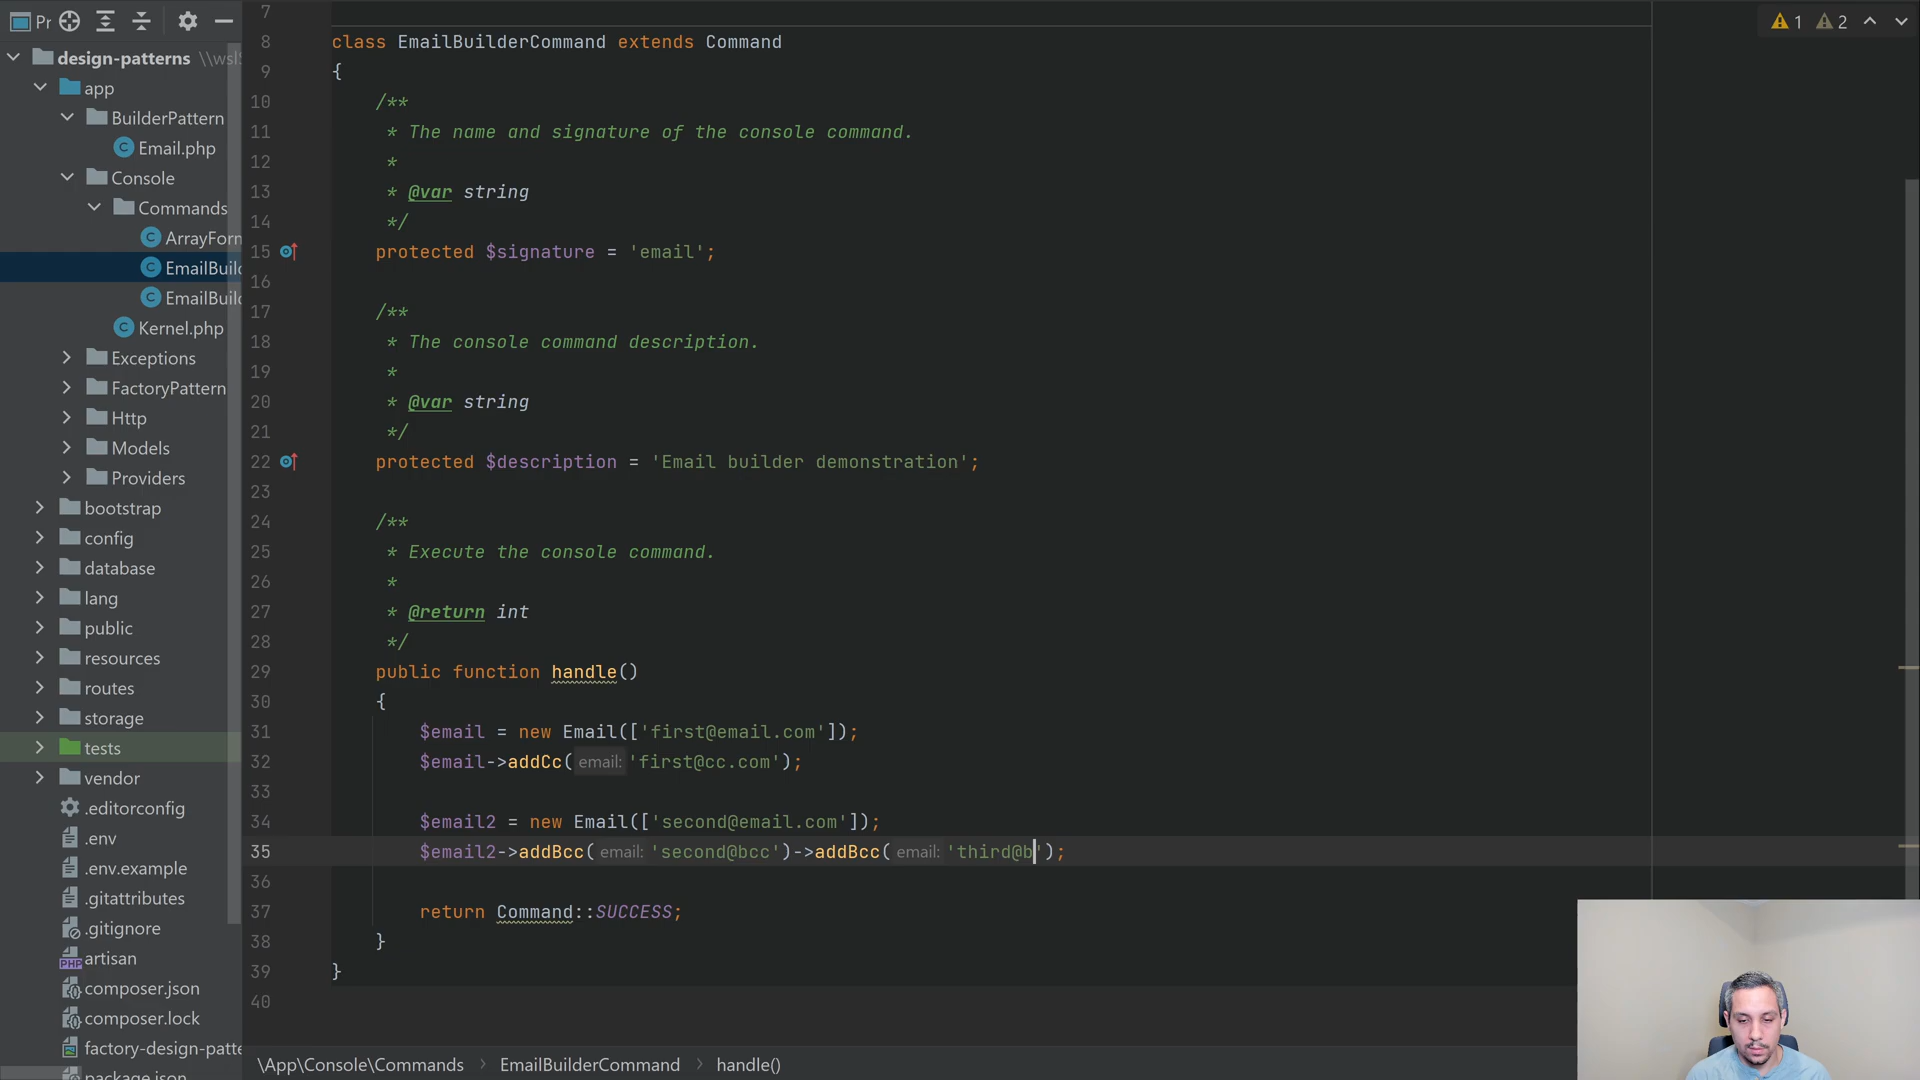 Pr
1 2
design-patterns \\wsl$
app
BuilderPattern
Email.php
Console
Commands
ArrayForm
EmailBuild
EmailBuild
Kernel.php
Exceptions
FactoryPattern
Http
Models
Providers
bootstrap
config
database
lang
public
resources
routes
storage
tests
vendor
.editorconfig
.env
.env.example
.gitattributes
.gitignore
artisan
composer.json
composer.lock
factory-design-patte
package.json
7
8 class EmailBuilderCommand extends Command
9 {
10 /**
11 * The name and signature of the console command.
12 *
13 * @var string
14 */
15 protected $signature = 'email';
16
17 /**
18 * The console command description.
19 *
20 * @var string
21 */
22 protected $description = 'Email builder demonstration';
23
24 /**
25 * Execute the console command.
26 *
27 * @return int
28 */
29 public function handle()
30 {
31 $email = new Email(['first@email.com']);
32 $email->addCc( email: 'first@cc.com');
33
34 $email2 = new Email(['second@email.com']);
35 $email2->addBcc( email: 'second@bcc')->addBcc( email: 'third@b');
36
37 return Command::SUCCESS;
38 }
39 }
40
\App\Console\Commands › EmailBuilderCommand › handle()